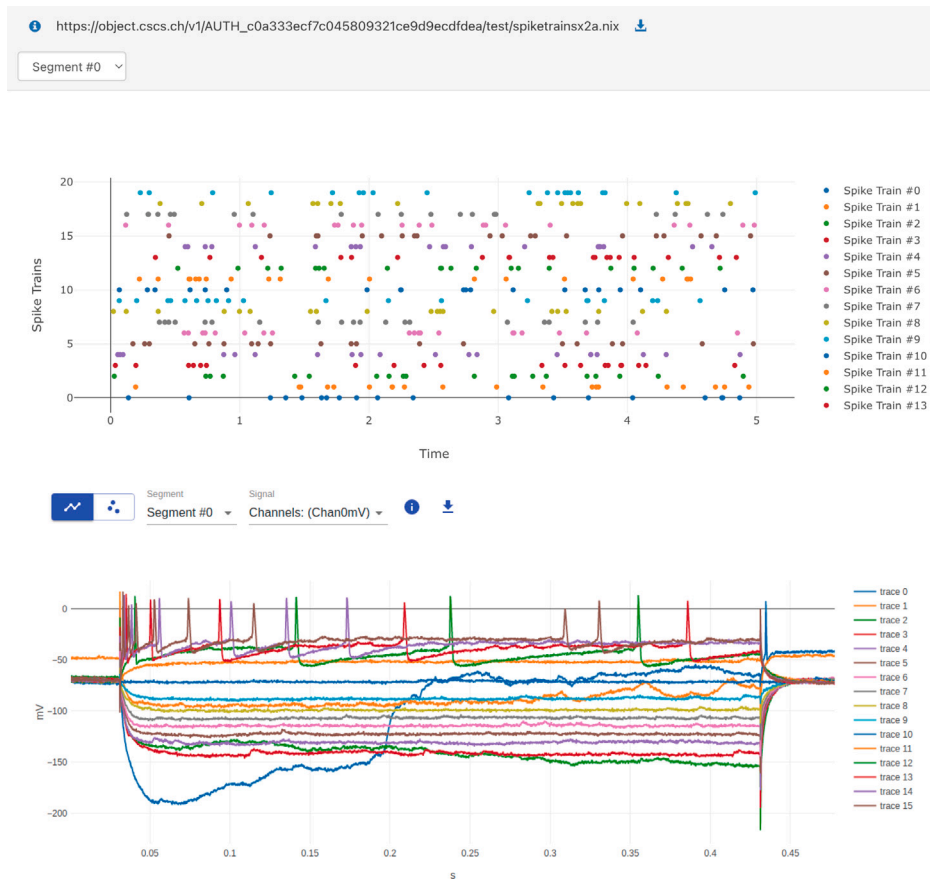 https://object.cscs.ch/v1/AUTH_c0a333ecf7c045809321ce9d9ecdfdea/test/spiketrainsx2a.nix
Segment #0
20
15
10
5
0
Spike Trains
0 1 2 3 4 5
Time
Spike Train #0
Spike Train #1
Spike Train #2
Spike Train #3
Spike Train #4
Spike Train #5
Spike Train #6
Spike Train #7
Spike Train #8
Spike Train #9
Spike Train #10
Spike Train #11
Spike Train #12
Spike Train #13
Segment Signal
Segment #0 Channels: (Chan0mV)
0
−50
−100
−150
−200
mV
0.05 0.1 0.15 0.2 0.25 0.3 0.35 0.4 0.45
s
trace 0
trace 1
trace 2
trace 3
trace 4
trace 5
trace 6
trace 7
trace 8
trace 9
trace 10
trace 11
trace 12
trace 13
trace 14
trace 15